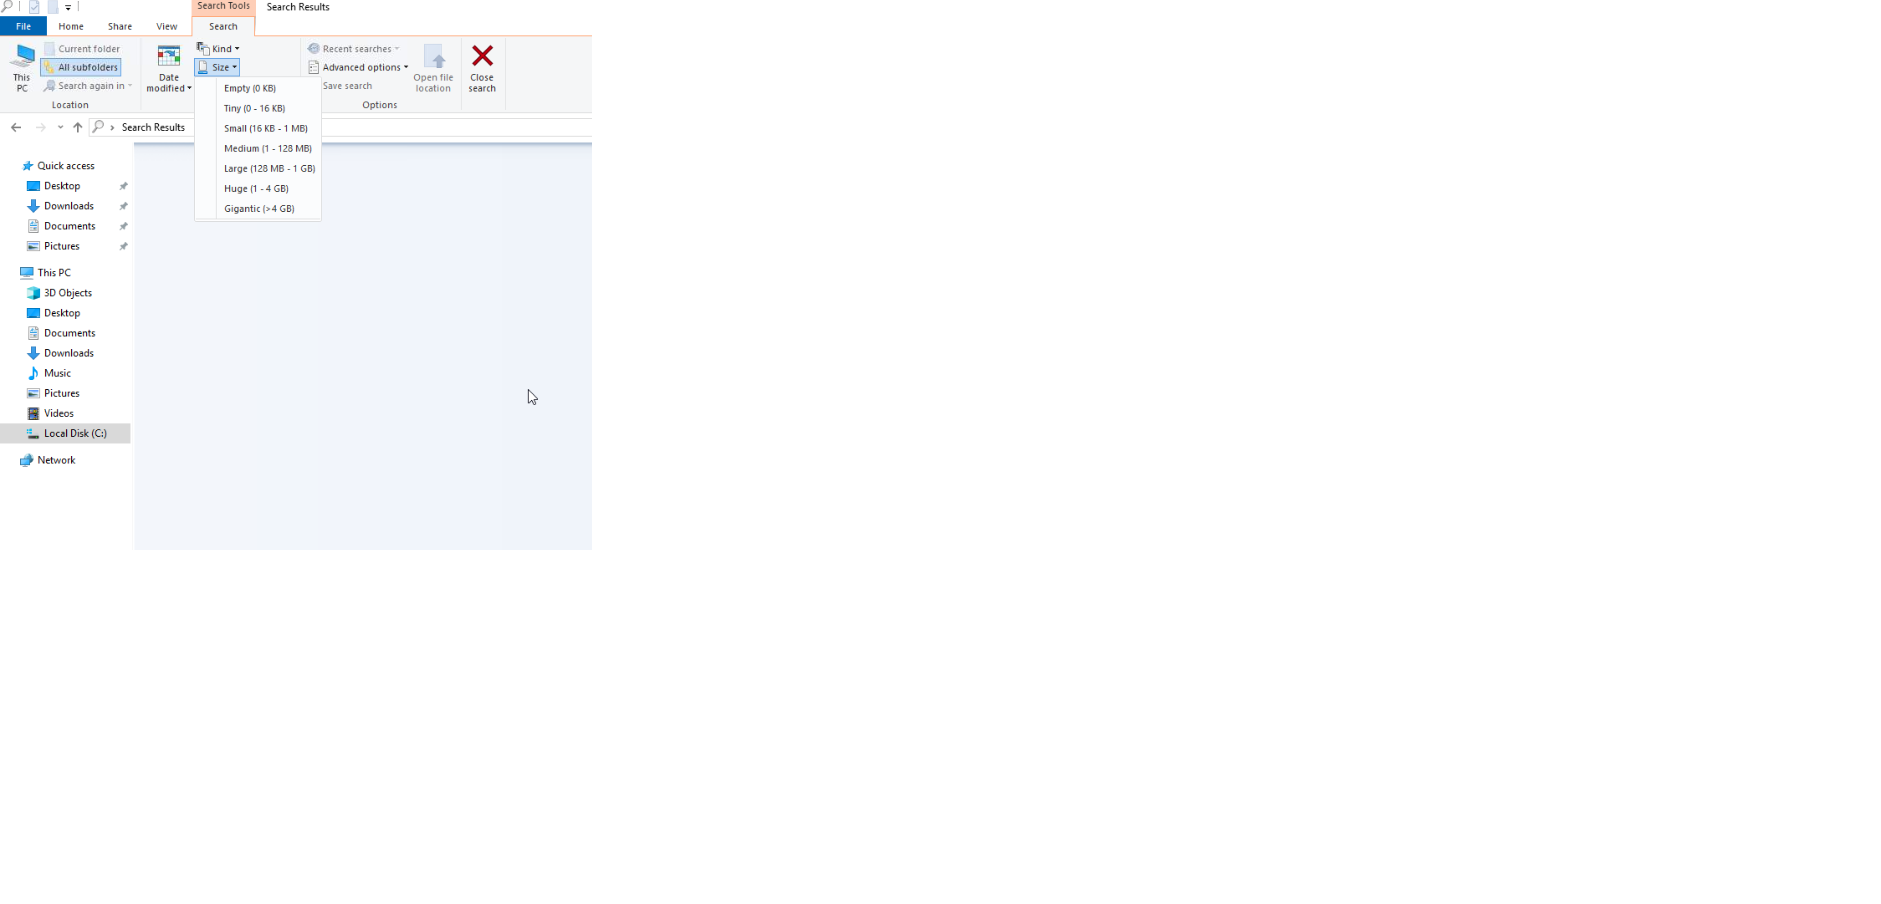 Search Tools
Search Results
File
Home
Share
View
Search
This PC
Current folder
All subfolders
Search again in
Location
Date modified
Kind
Size
Recent searches
Advanced options
Save search
Options
Open file location
Close search
Empty (0 KB)
Tiny (0 - 16 KB)
Small (16 KB - 1 MB)
Medium (1 - 128 MB)
Large (128 MB - 1 GB)
Huge (1 - 4 GB)
Gigantic (>4 GB)
Search Results
Quick access
Desktop
Downloads
Documents
Pictures
This PC
3D Objects
Desktop
Documents
Downloads
Music
Pictures
Videos
Local Disk (C:)
Network